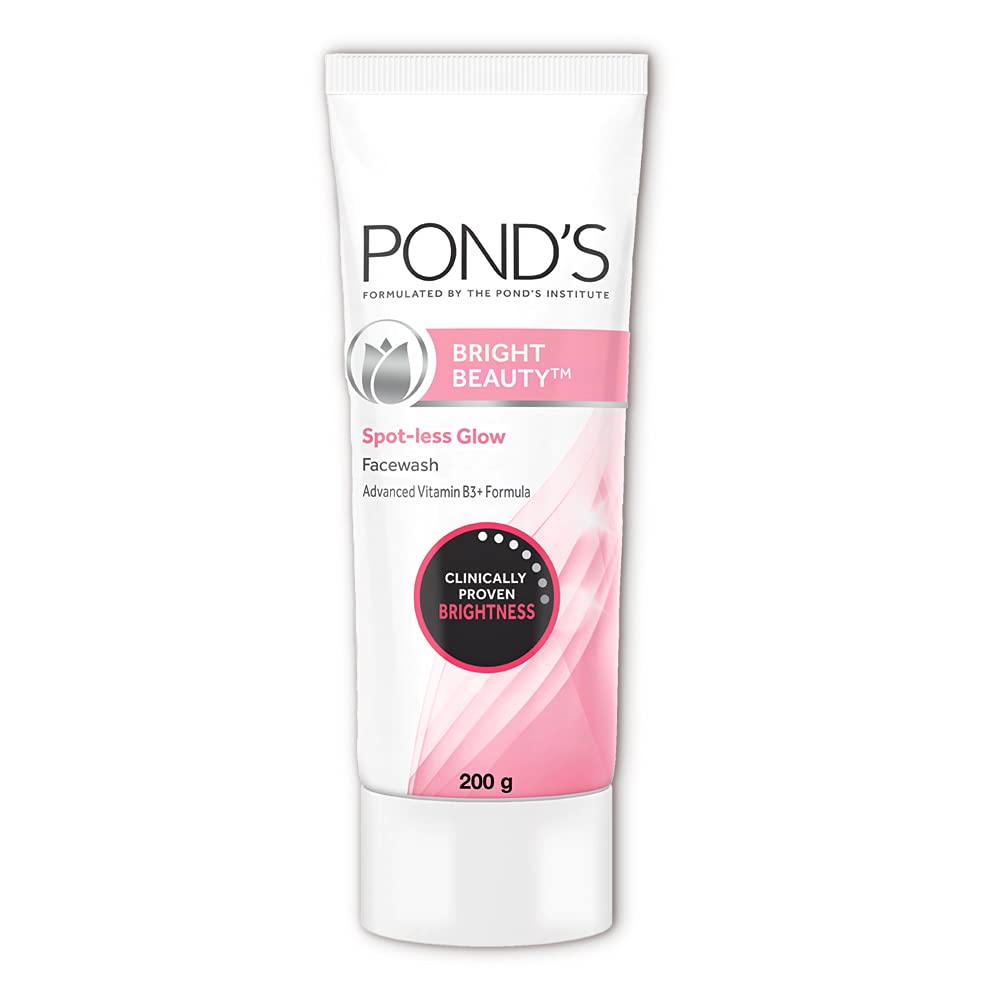 POND'S
FORMULATED BY THE POND'S INSTITUTE
BRIGHT
BEAUTY™
Spot-less Glow
Facewash
Advanced Vitamin B3+ Formula
CLINICALLY
PROVEN
BRIGHTNESS
200 g